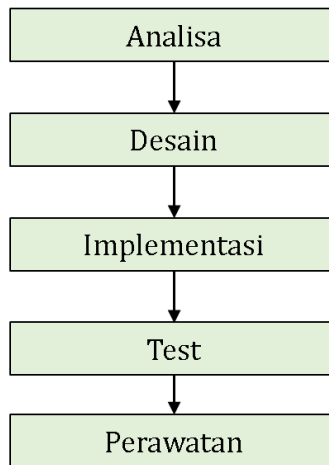 Analisa
Desain
Implementasi
Test
Perawatan